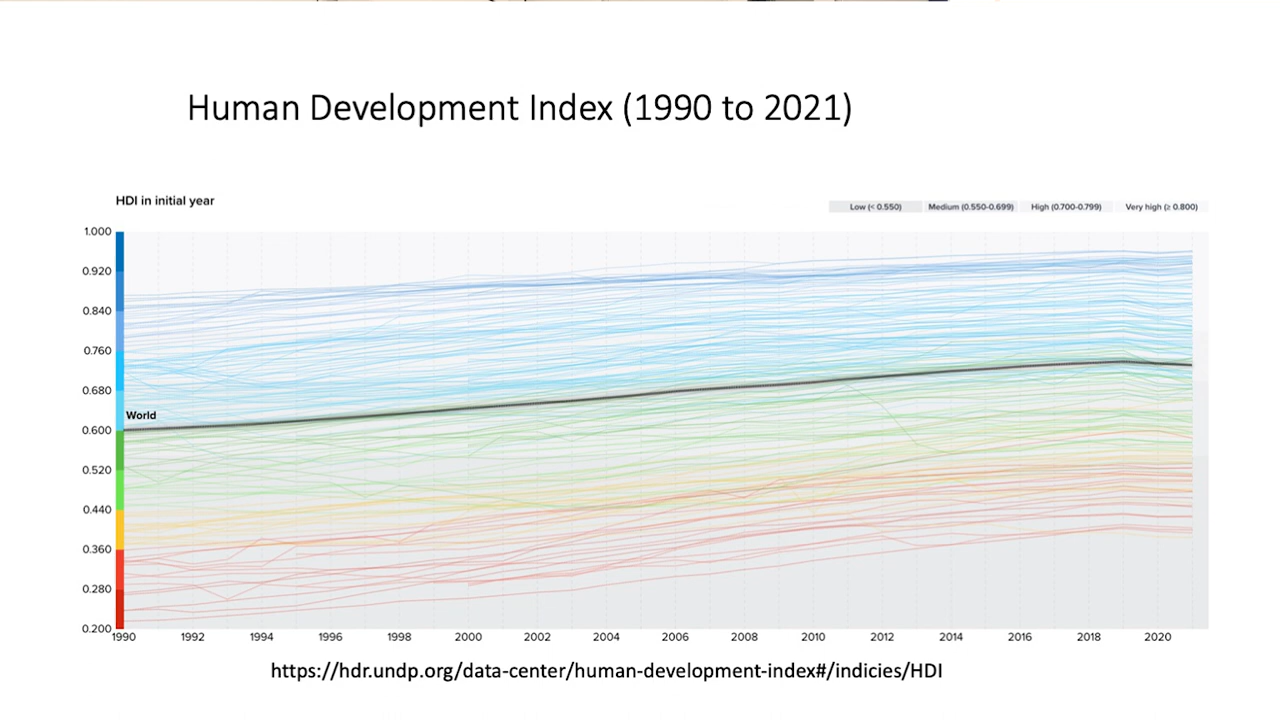 Human Development Index (1990 to 2021)
HDI in initial year
Low (< 0.550) Medium (0.550-0.699) High (0.700-0.799) Very high (≥ 0.800)
1.000
0.920
0.840
0.760
0.680
World
0.600
0.520
0.440
0.360
0.280
0.200
1990 1992 1994 1996 1998 2000 2002 2004 2006 2008 2010 2012 2014 2016 2018 2020
https://hdr.undp.org/data-center/human-development-index#/indicies/HDI